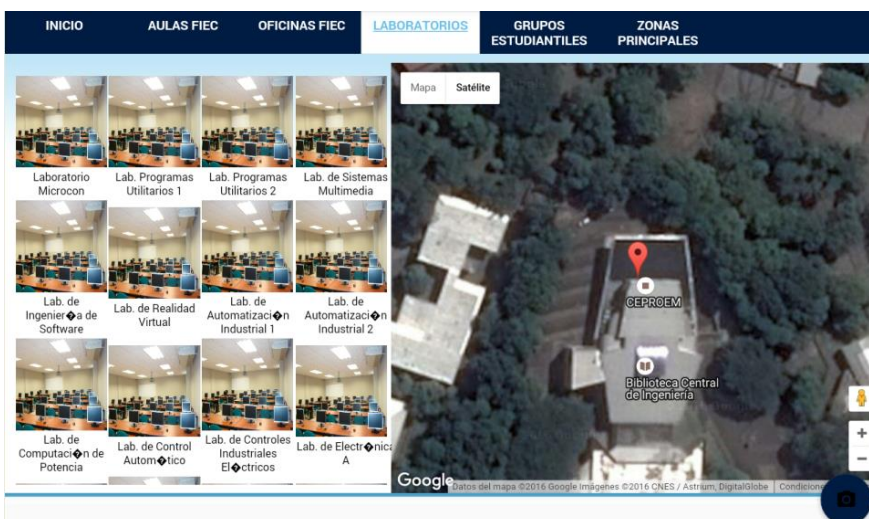 INICIO
AULAS FIEC
OFICINAS FIEC
LABORATORIOS
GRUPOS
ESTUDIANTILES
ZONAS
PRINCIPALES
Laboratorio
Microcon
Lab. Programas
Utilitarios 1
Lab. Programas
Utilitarios 2
Lab. de Sistemas
Multimedia
Lab. de
Ingenier�a de
Software
Lab. de Realidad
Virtual
Lab. de
Automatizaci�n
Industrial 1
Lab. de
Automatizaci�n
Industrial 2
Lab. de
Computaci�n de
Potencia
Lab. de Control
Autom�tico
Lab. de Controles
Industriales
El�ctricos
Lab. de Electr�nica
A
Mapa
Satélite
CEPROEM
Biblioteca Central
de Ingeniería
+
−
Google
Datos del mapa ©2016 Google Imágenes ©2016 CNES / Astrium, DigitalGlobe